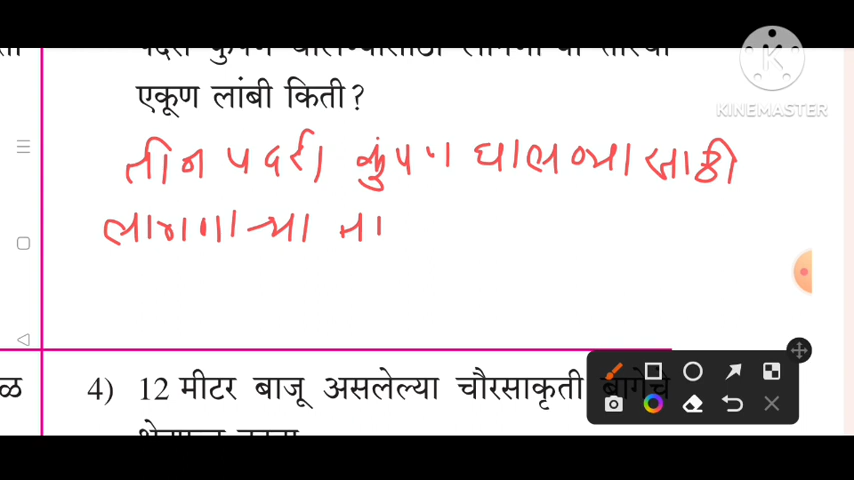 KINEMASTER
एकूण लांबी किती?
तीन पदरी कुंपण घालण्या साठी
लागणाऱ्या ता
4) 12 मीटर बाजू असलेल्या चौरसाकृती बागेचे
ळ